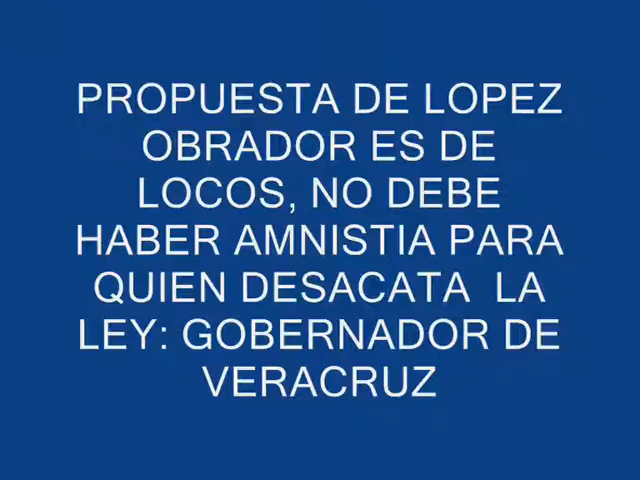 PROPUESTA DE LOPEZ
OBRADOR ES DE
LOCOS, NO DEBE
HABER AMNISTIA PARA
QUIEN DESACATA  LA
LEY: GOBERNADOR DE
VERACRUZ